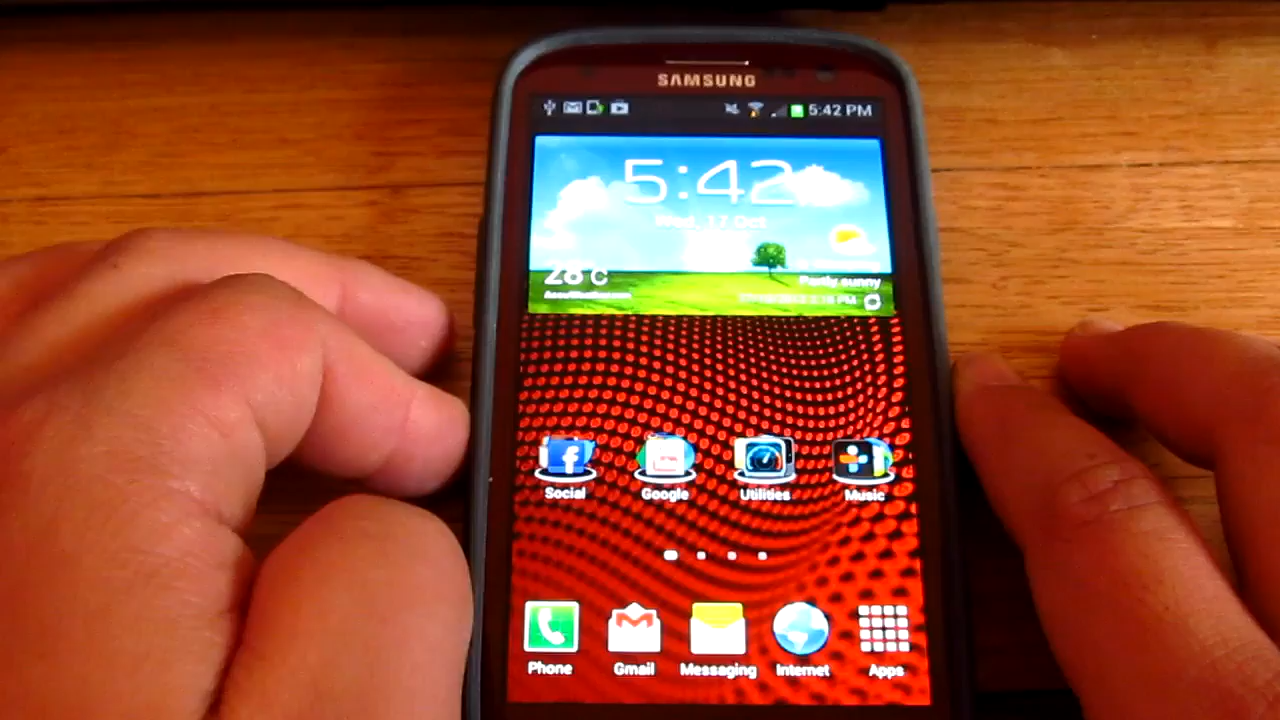 SAMSUNG
5:42 PM
5:42
Wed, 17 Oct
28°C
Partly sunny
Social
Google
Utilities
Music
Phone
Gmail
Messaging
Internet
Apps